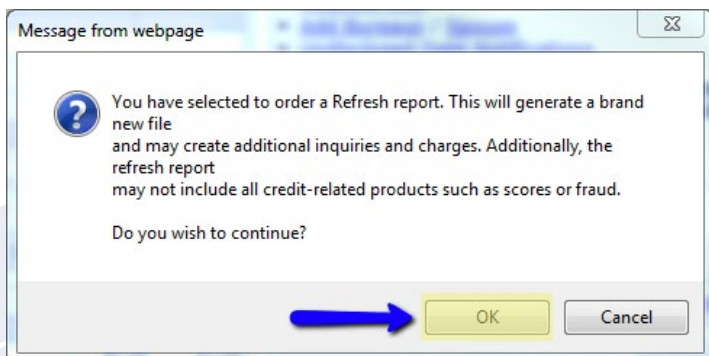 Message from webpage
You have selected to order a Refresh report. This will generate a brand
new file
and may create additional inquiries and charges. Additionally, the
refresh report
may not include all credit-related products such as scores or fraud.
Do you wish to continue?
OK
Cancel